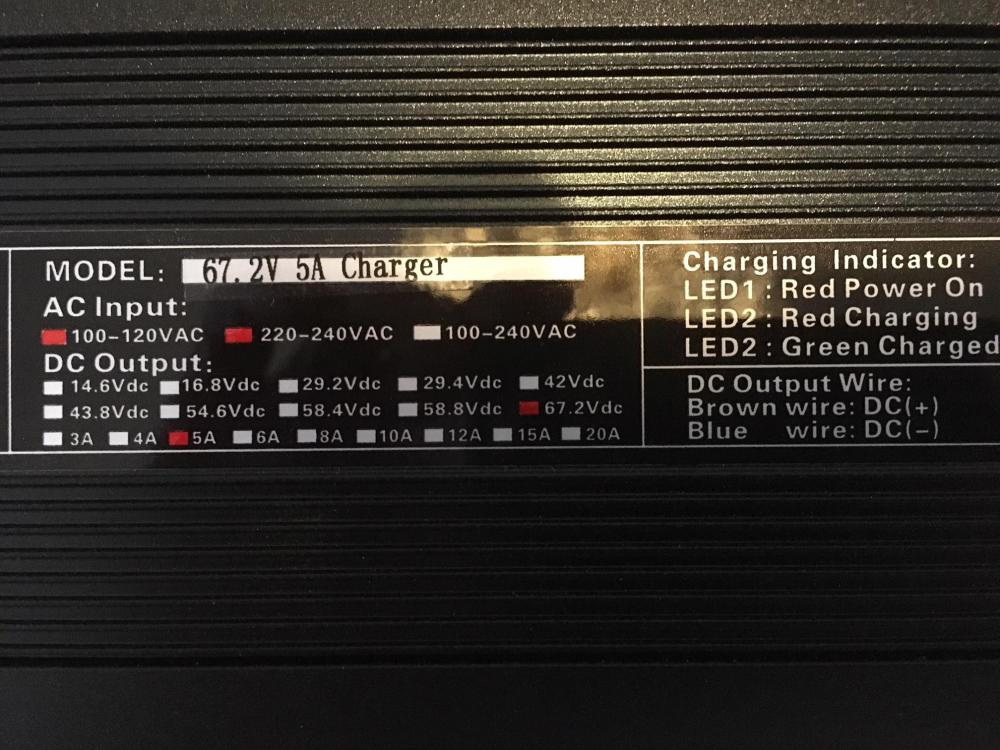 MODEL: 67.2V 5A Charger
AC Input:
100-120VAC 220-240VAC 100-240VAC
DC Output:
14.6Vdc 16.8Vdc 29.2Vdc 29.4Vdc 42Vdc
43.8Vdc 54.6Vdc 58.4Vdc 58.8Vdc 67.2Vdc
3A 4A 5A 6A 8A 10A 12A 15A 20A
Charging Indicator:
LED1 : Red Power On
LED2 : Red Charging
LED2 : Green Charged
DC Output Wire:
Brown wire: DC(+)
Blue wire: DC(-)